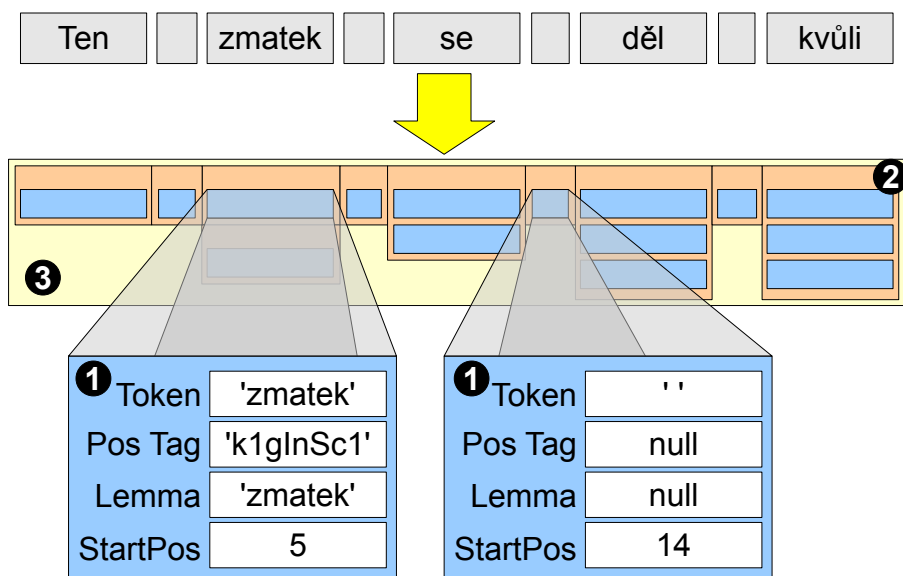 Ten zmatek se děl kvůli
2
3
1
Token 'zmatek'
Pos Tag 'k1gInSc1'
Lemma 'zmatek'
StartPos 5
1
Token ' '
Pos Tag null
Lemma null
StartPos 14